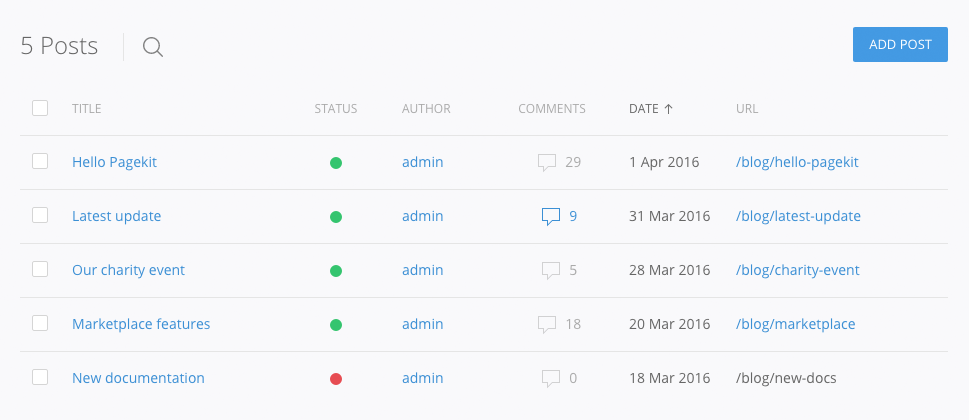 5 Posts ADD POST
TITLE STATUS AUTHOR COMMENTS DATE ↑ URL
Hello Pagekit admin 29 1 Apr 2016 /blog/hello-pagekit
Latest update admin 9 31 Mar 2016 /blog/latest-update
Our charity event admin 5 28 Mar 2016 /blog/charity-event
Marketplace features admin 18 20 Mar 2016 /blog/marketplace
New documentation admin 0 18 Mar 2016 /blog/new-docs